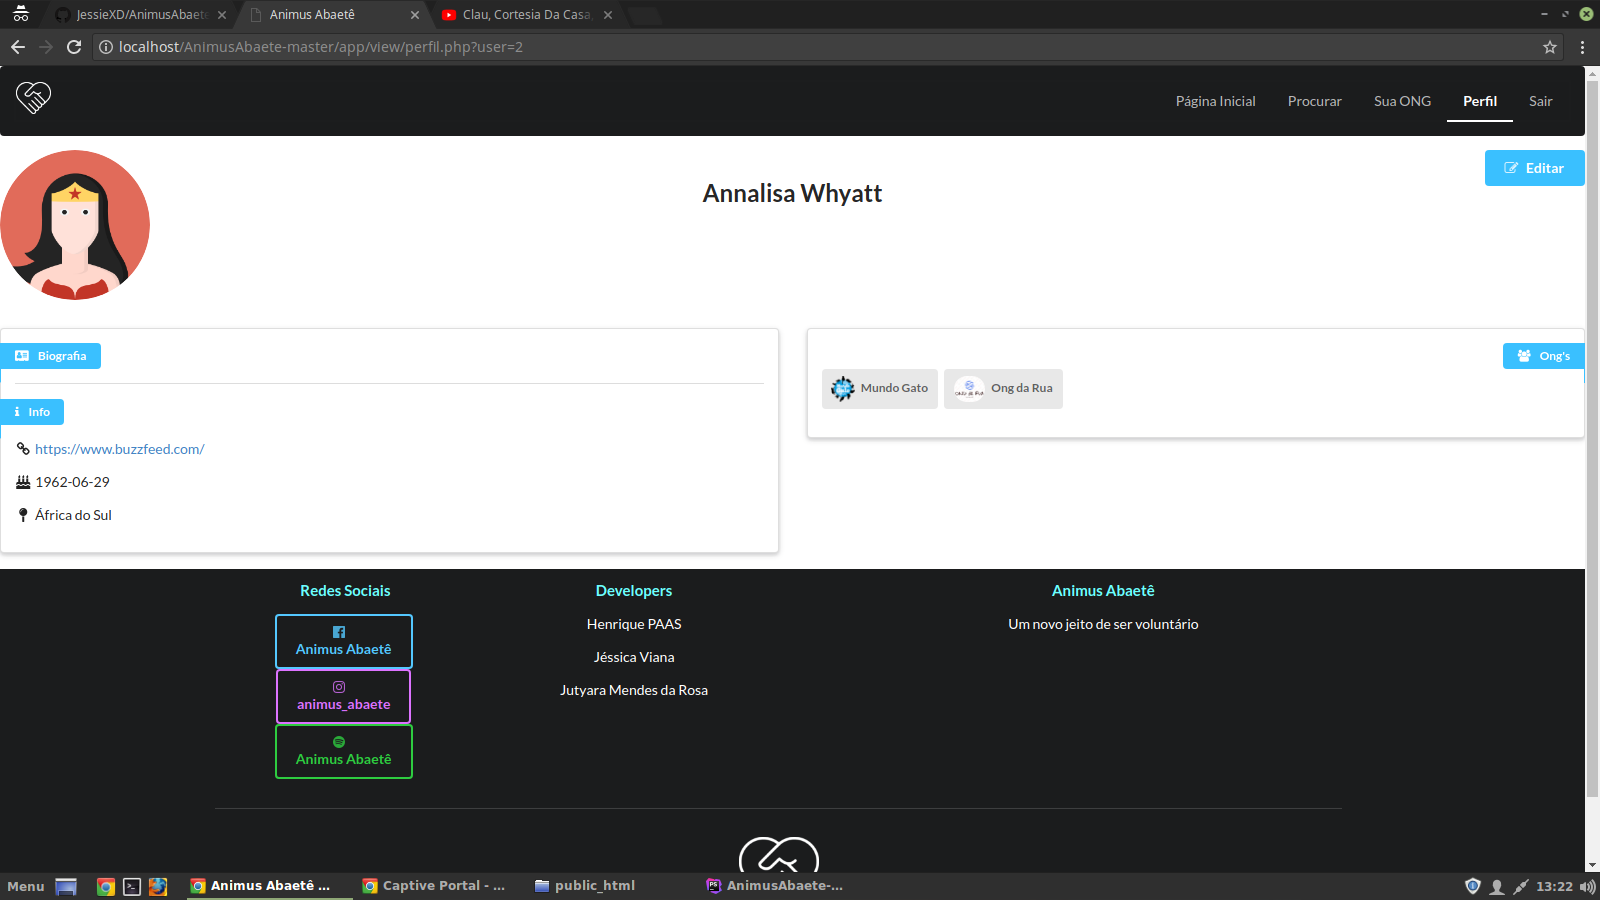 JessieXD/AnimusAbaete
Animus Abaetê
Clau, Cortesia Da Casa,
localhost/AnimusAbaete-master/app/view/perfil.php?user=2
Página Inicial
Procurar
Sua ONG
Perfil
Sair
Annalisa Whyatt
Editar
Biografia
Info
https://www.buzzfeed.com/
1962-06-29
África do Sul
Ong's
Mundo Gato
Ong da Rua
Redes Sociais
Animus Abaetê
animus_abaete
Animus Abaetê
Developers
Henrique PAAS
Jéssica Viana
Jutyara Mendes da Rosa
Animus Abaetê
Um novo jeito de ser voluntário
Menu
Animus Abaetê ...
Captive Portal - ...
public_html
AnimusAbaete-...
13:22